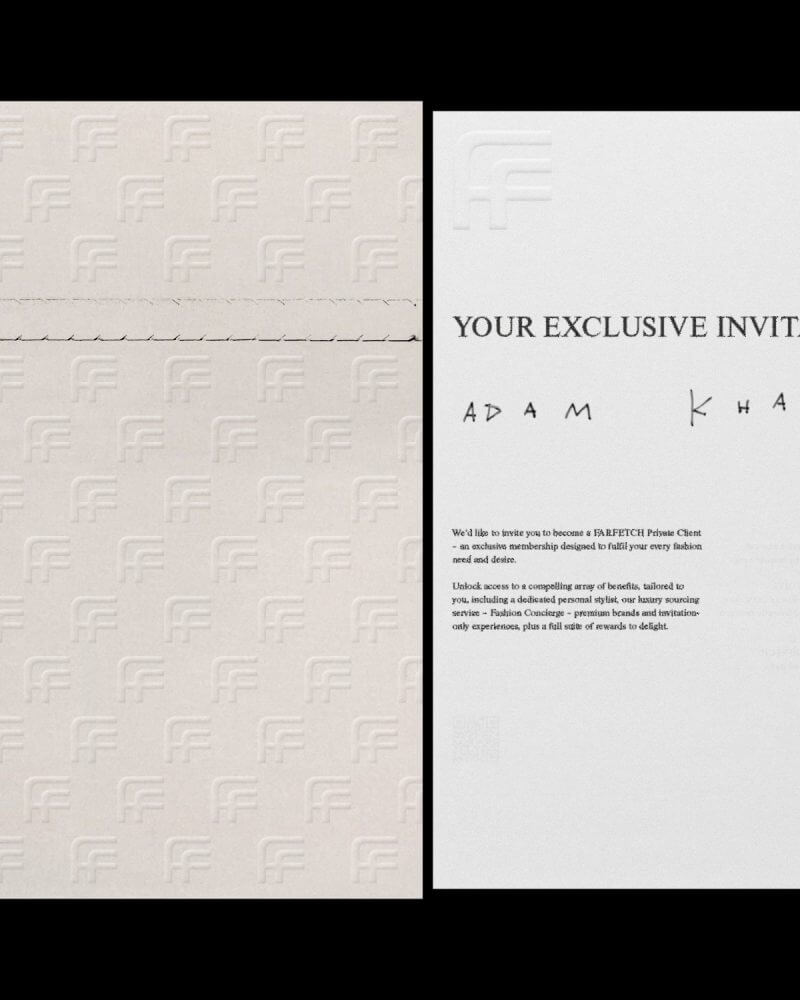 YOUR EXCLUSIVE INVITA
ADAM KHA
We'd like to invite you to become a FARFETCH Private Client
– an exclusive membership designed to fulfil your every fashion
need and desire.
Unlock access to a compelling array of benefits, tailored to
you, including a dedicated personal stylist, our luxury sourcing
service – Fashion Concierge – premium brands and invitation-
only experiences, plus a full suite of rewards to delight.